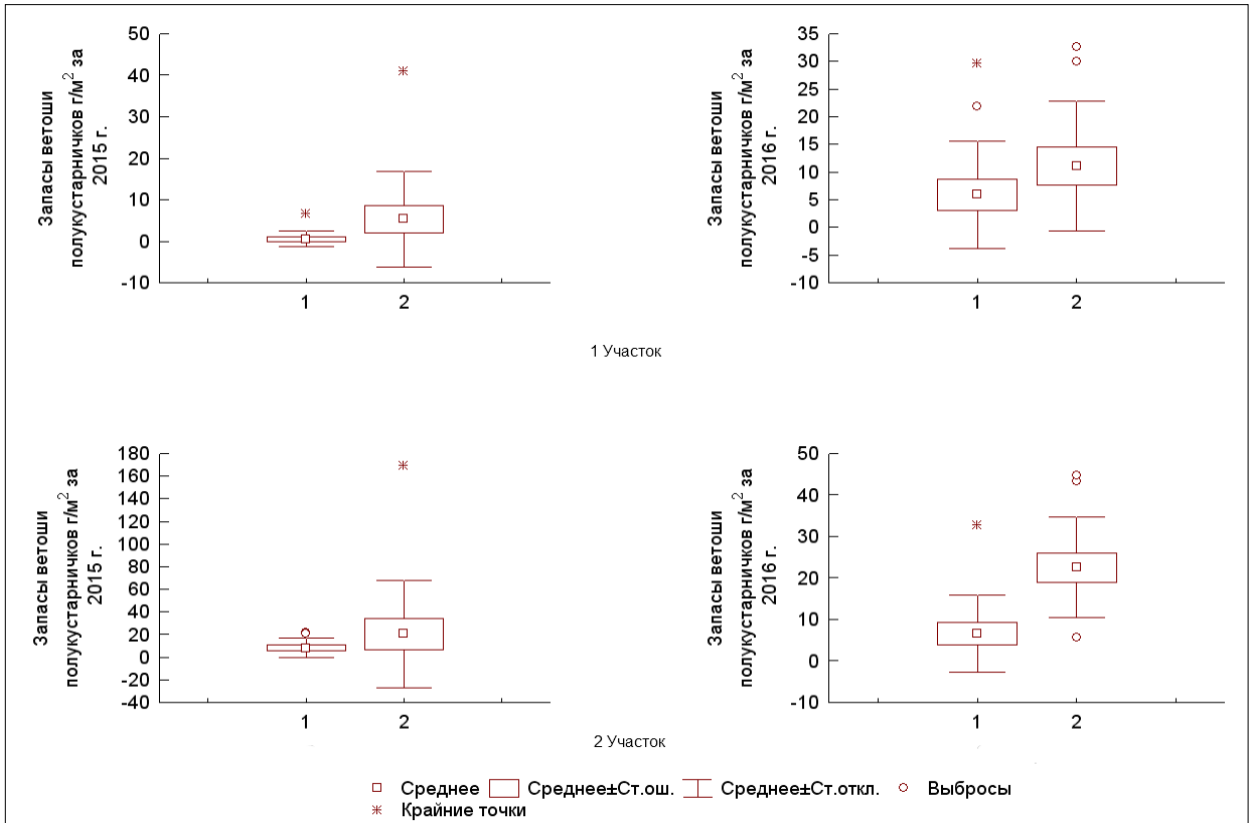 Запасы ветоши
полукустарничков г/м² за
2015 г.
50
40
30
20
10
0
-10
1 2
Запасы ветоши
полукустарничков г/м² за
2016 г.
35
30
25
20
15
10
5
0
-5
-10
1 2
1 Участок
Запасы ветоши
полукустарничков г/м² за
2015 г.
180
160
140
120
100
80
60
40
20
0
-20
-40
1 2
Запасы ветоши
полукустарничков г/м² за
2016 г.
50
40
30
20
10
0
-10
1 2
2 Участок
Среднее Среднее±Ст.ош. Среднее±Ст.откл. Выбросы
Крайние точки